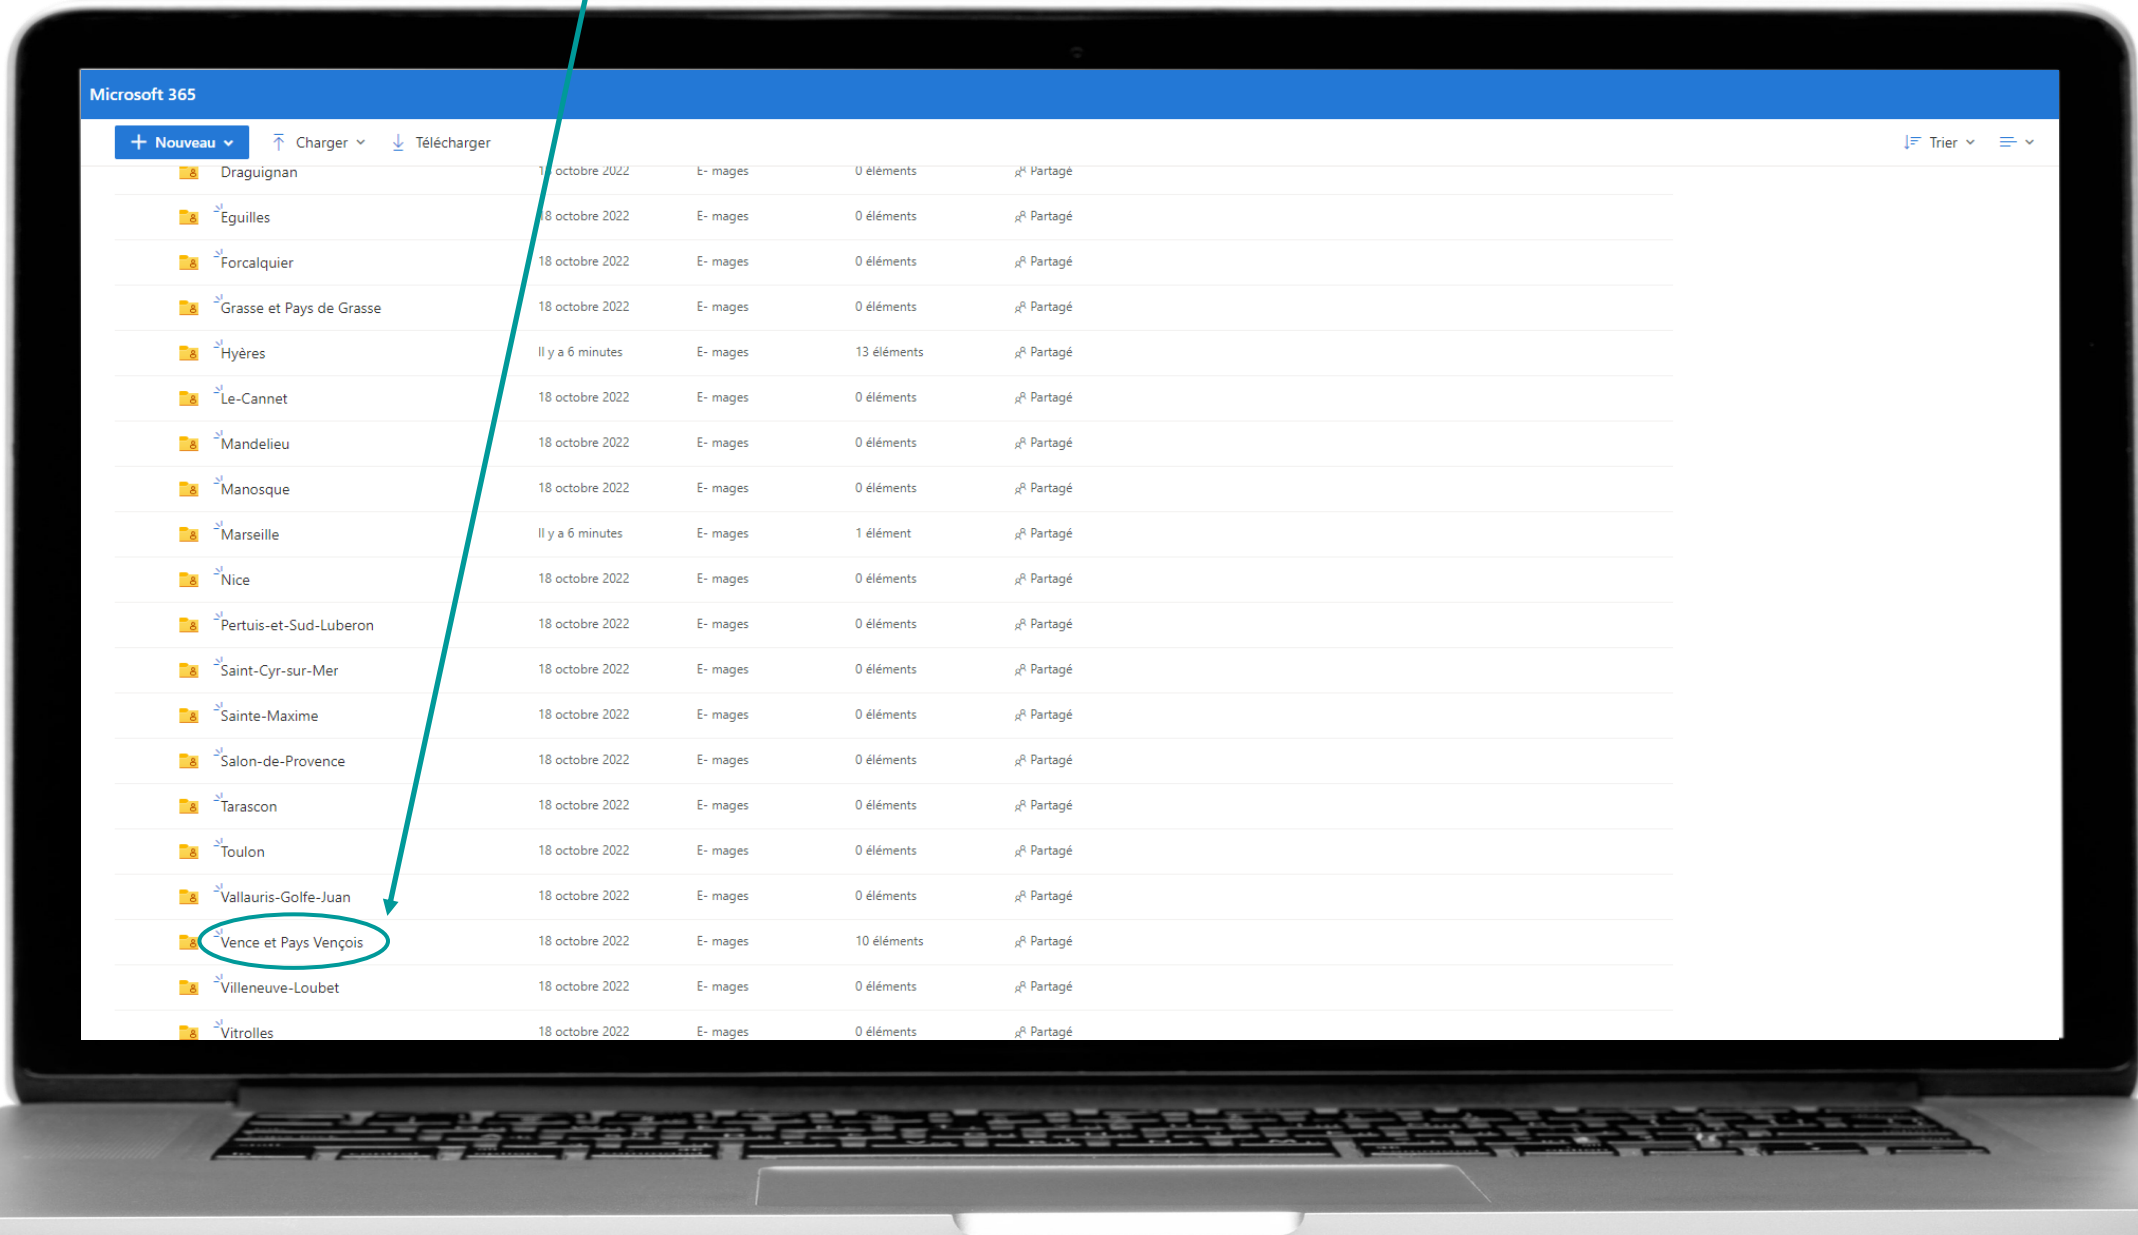 Microsoft 365
Nouveau Charger Télécharger Trier
Draguignan octobre 2022 E- mages 0 éléments Partagé
Eguilles 18 octobre 2022 E- mages 0 éléments Partagé
Forcalquier 18 octobre 2022 E- mages 0 éléments Partagé
Grasse et Pays de Grasse 18 octobre 2022 E- mages 0 éléments Partagé
Hyères Il y a 6 minutes E- mages 13 éléments Partagé
Le-Cannet 18 octobre 2022 E- mages 0 éléments Partagé
Mandelieu 18 octobre 2022 E- mages 0 éléments Partagé
Manosque 18 octobre 2022 E- mages 0 éléments Partagé
Marseille Il y a 6 minutes E- mages 1 élément Partagé
Nice 18 octobre 2022 E- mages 0 éléments Partagé
Pertuis-et-Sud-Luberon 18 octobre 2022 E- mages 0 éléments Partagé
Saint-Cyr-sur-Mer 18 octobre 2022 E- mages 0 éléments Partagé
Sainte-Maxime 18 octobre 2022 E- mages 0 éléments Partagé
Salon-de-Provence 18 octobre 2022 E- mages 0 éléments Partagé
Tarascon 18 octobre 2022 E- mages 0 éléments Partagé
Toulon 18 octobre 2022 E- mages 0 éléments Partagé
Vallauris-Golfe-Juan 18 octobre 2022 E- mages 0 éléments Partagé
Vence et Pays Vençois 18 octobre 2022 E- mages 10 éléments Partagé
Villeneuve-Loubet 18 octobre 2022 E- mages 0 éléments Partagé
Vitrolles 18 octobre 2022 E- mages 0 éléments Partagé